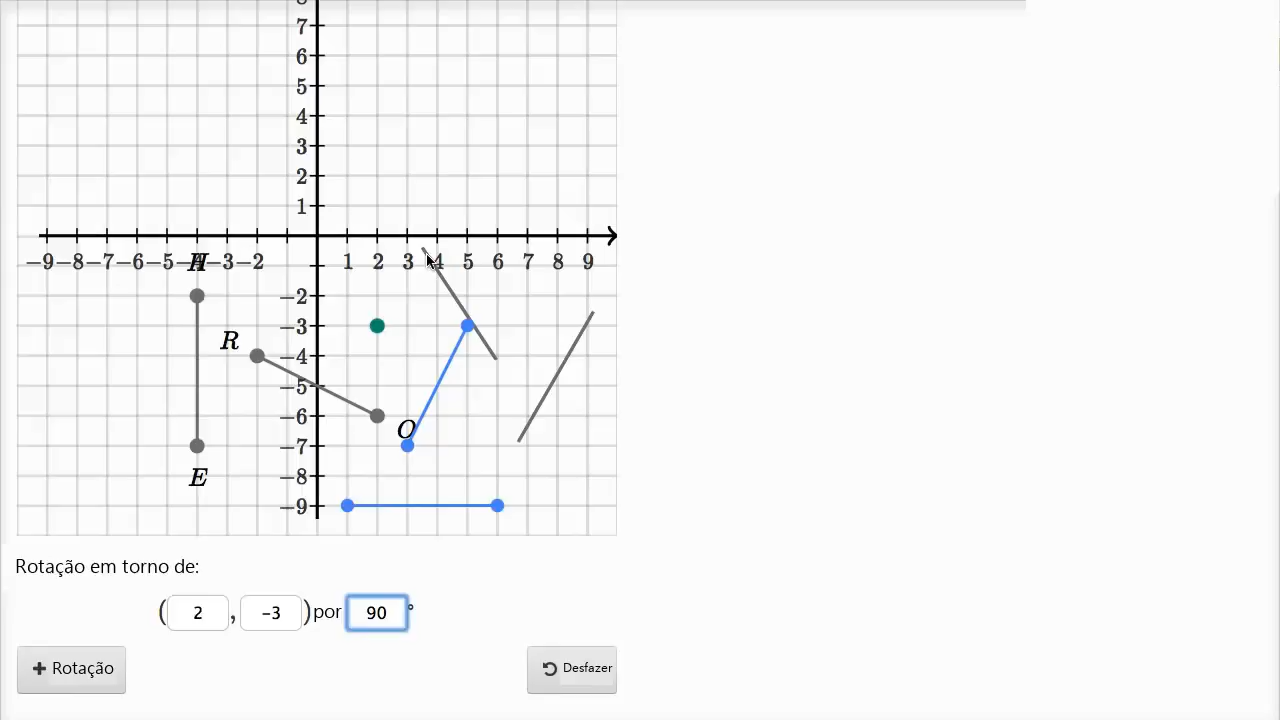 8
7
6
5
4
3
2
1
−9 −8 −7 −6 −5 −3 −2 1 2 3 4 5 6 7 8 9
H
−2
−3
R
−4
−5
−6
O
−7
E
−8
−9
Rotação em torno de:
( 2 , −3 ) por 90 °
+ Rotação Desfazer